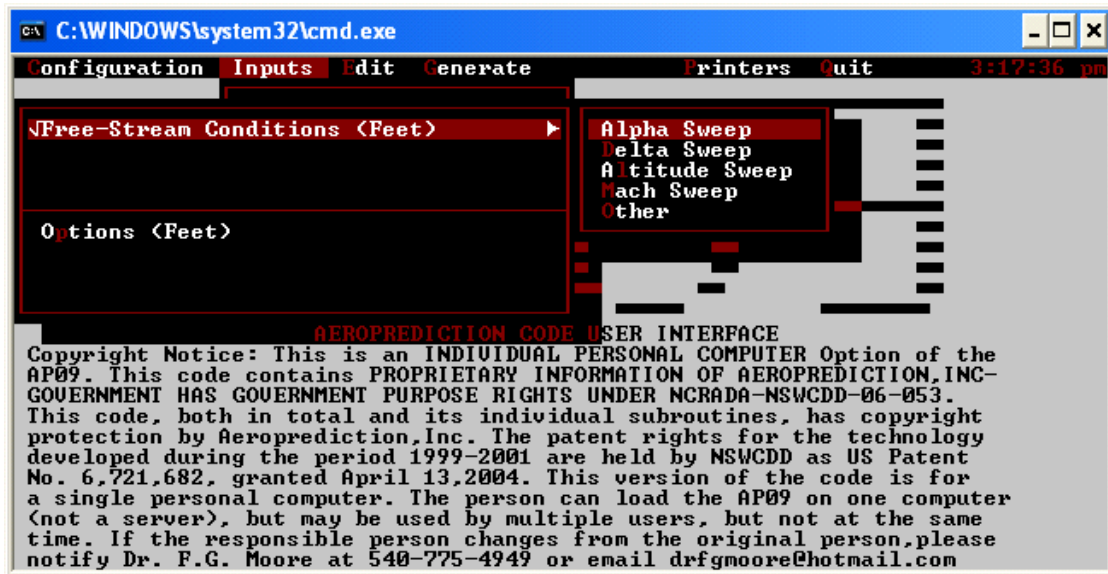 C:\WINDOWS\system32\cmd.exe
Configuration Inputs Edit Generate Printers Quit 3:17:36 pm
√Free-Stream Conditions (Feet)
Options (Feet)
Alpha Sweep
Delta Sweep
Altitude Sweep
Mach Sweep
Other
AEROPREDICTION CODE USER INTERFACE
Copyright Notice: This is an INDIVIDUAL PERSONAL COMPUTER Option of the
AP09. This code contains PROPRIETARY INFORMATION OF AEROPREDICTION,INC-
GOVERNMENT HAS GOVERNMENT PURPOSE RIGHTS UNDER NCRADA-NSWCDD-06-053.
This code, both in total and its individual subroutines, has copyright
protection by Aeroprediction,Inc. The patent rights for the technology
developed during the period 1999-2001 are held by NSWCDD as US Patent
No. 6,721,682, granted April 13,2004. This version of the code is for
a single personal computer. The person can load the AP09 on one computer
(not a server), but may be used by multiple users, but not at the same
time. If the responsible person changes from the original person,please
notify Dr. F.G. Moore at 540-775-4949 or email drfgmoore@hotmail.com